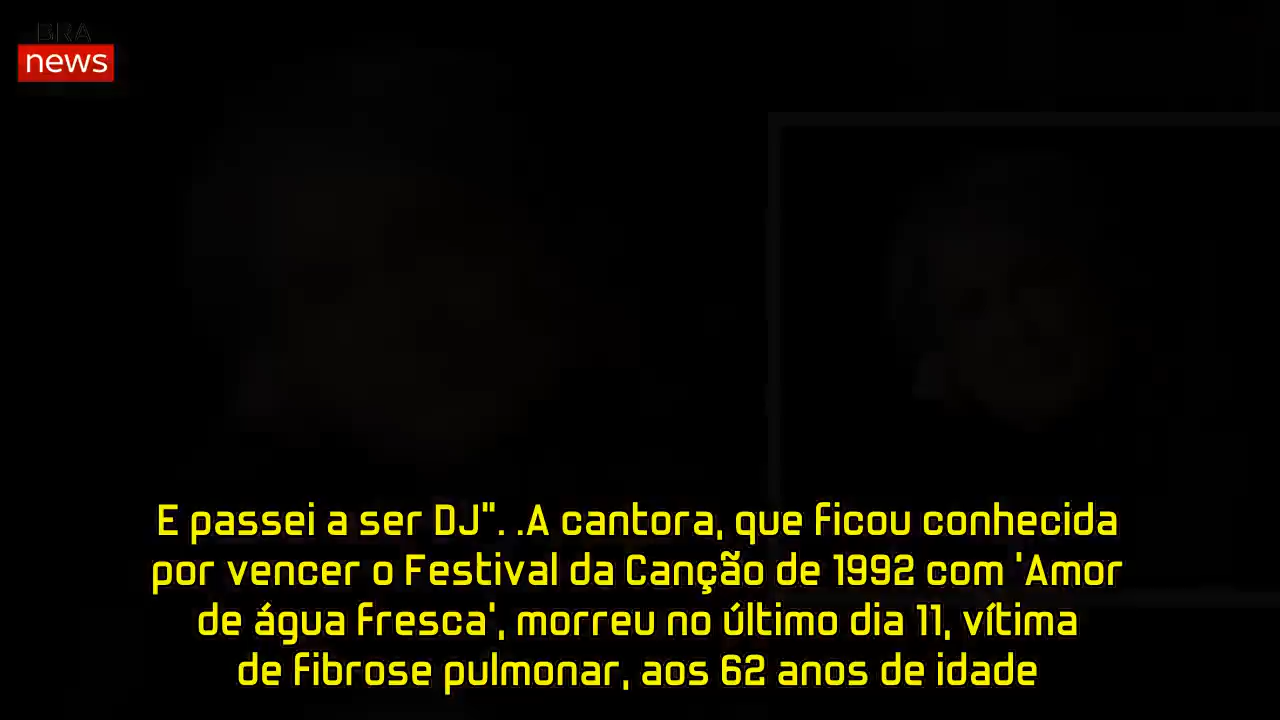 BRA
news
E passei a ser DJ". .A cantora, que ficou conhecida
por vencer o Festival da Canção de 1992 com 'Amor
de água fresca', morreu no último dia 11, vítima
de fibrose pulmonar, aos 62 anos de idade